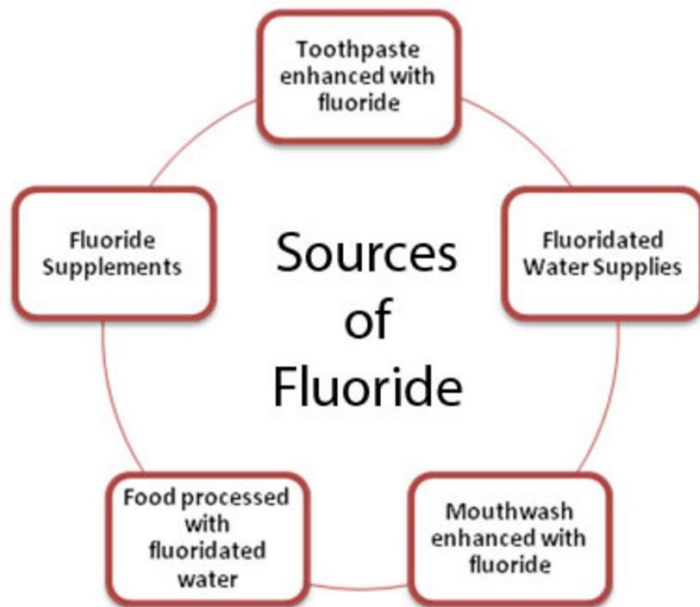 Toothpaste
enhanced with
fluoride
Fluoride
Supplements
Sources
of
Fluoride
Fluoridated
Water Supplies
Food processed
with
fluoridated
water
Mouthwash
enhanced with
fluoride